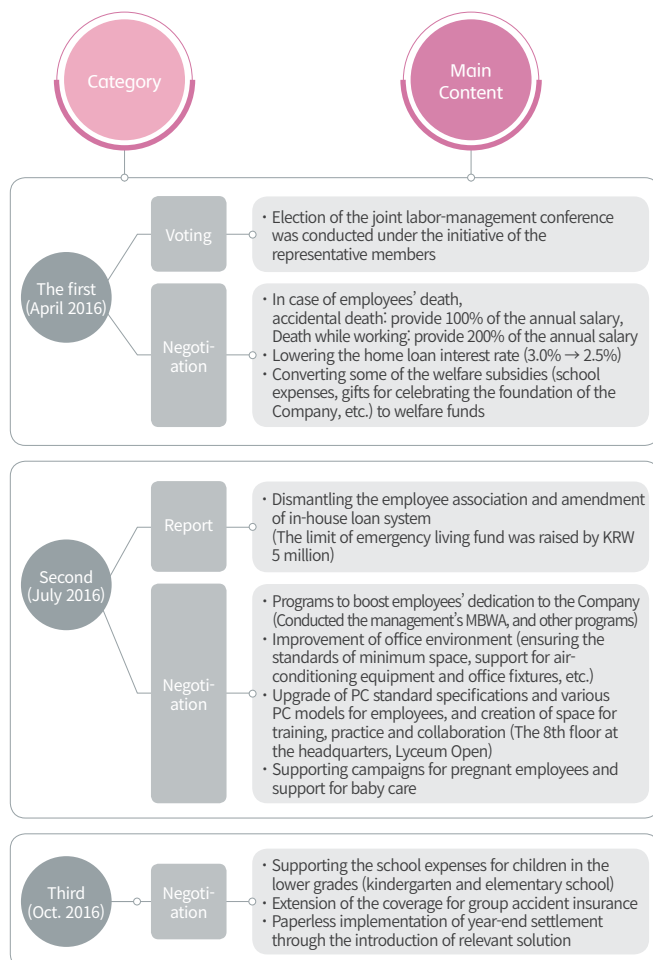 Category
Main
Content
The first
(April 2016)
Voting
· Election of the joint labor-management conference
was conducted under the initiative of the
representative members
Negoti-
ation
· In case of employees' death,
accidental death: provide 100% of the annual salary,
Death while working: provide 200% of the annual salary
· Lowering the home loan interest rate (3.0% → 2.5%)
· Converting some of the welfare subsidies (school
expenses, gifts for celebrating the foundation of the
Company, etc.) to welfare funds
Second
(July 2016)
Report
· Dismantling the employee association and amendment
of in-house loan system
(The limit of emergency living fund was raised by KRW
5 million)
Negoti-
ation
· Programs to boost employees' dedication to the Company
(Conducted the management's MBWA, and other programs)
· Improvement of office environment (ensuring the
standards of minimum space, support for air-
conditioning equipment and office fixtures, etc.)
· Upgrade of PC standard specifications and various
PC models for employees, and creation of space for
training, practice and collaboration (The 8th floor at
the headquarters, Lyceum Open)
· Supporting campaigns for pregnant employees and
support for baby care
Third
(Oct. 2016)
Negoti-
ation
· Supporting the school expenses for children in the
lower grades (kindergarten and elementary school)
· Extension of the coverage for group accident insurance
· Paperless implementation of year-end settlement
through the introduction of relevant solution